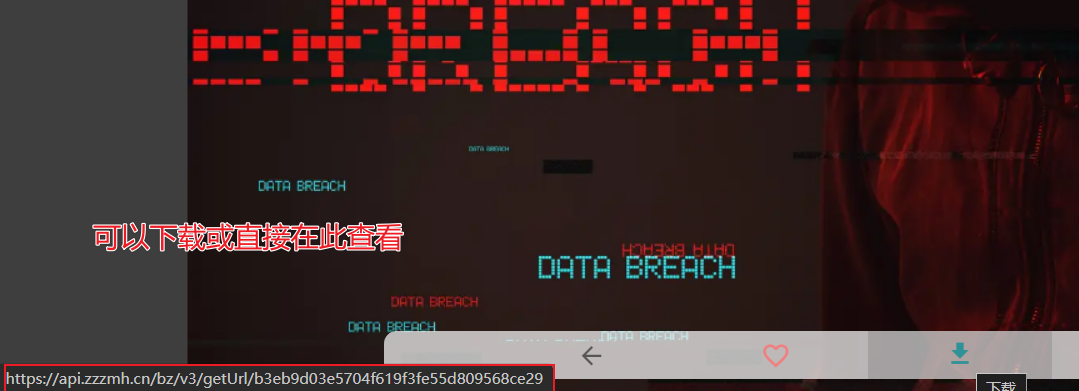 BREACH!
DATA BREACH
DATA BREACH
可以下载或直接在此查看
DATA BREACH
DATA BREACH
DATA BREACH
DATA BREACH
DATA BREACH
https://api.zzzmh.cn/bz/v3/getUrl/b3eb9d03e5704f619f3fe55d809568ce29
下载